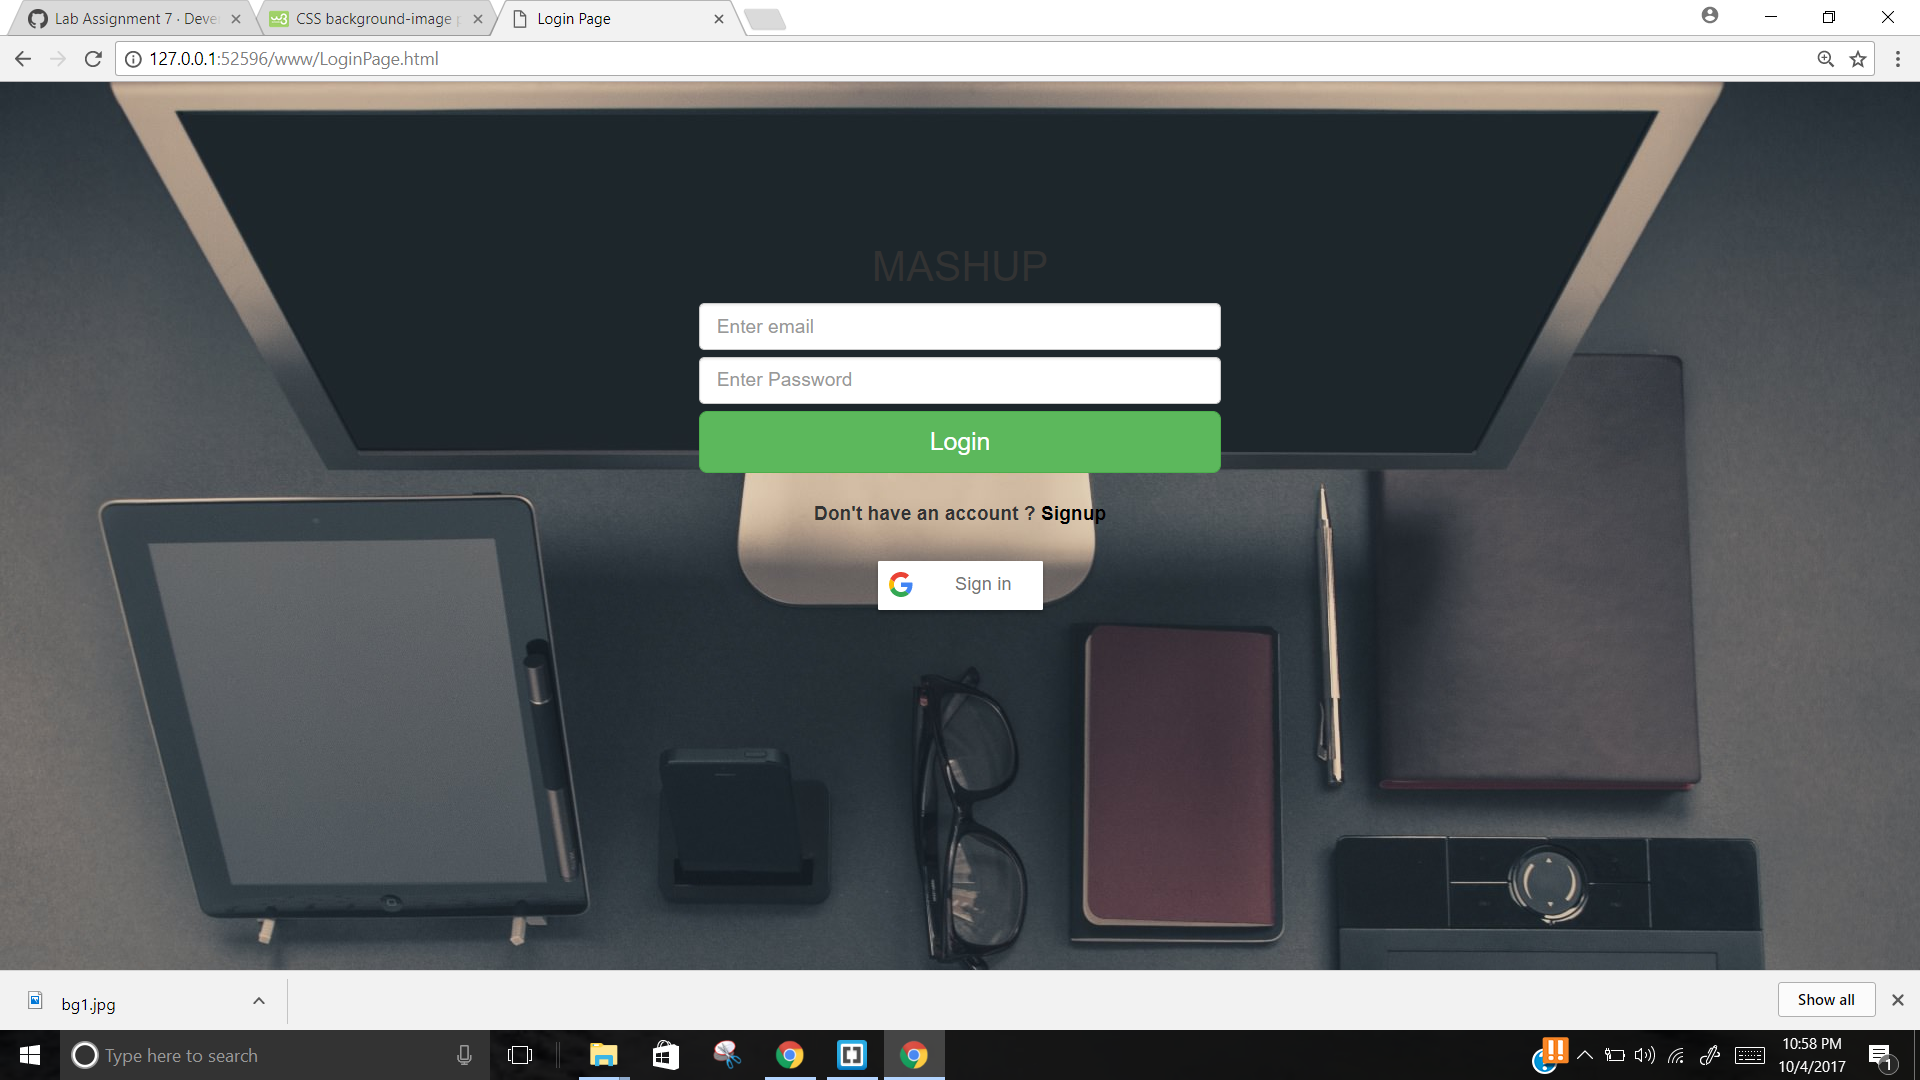 Lab Assignment 7 · Deve
CSS background-image
Login Page
127.0.0.1:52596/www/LoginPage.html
MASHUP
Enter email
Enter Password
Login
Don't have an account ? Signup
Sign in
bg1.jpg
Show all
Type here to search
10:58 PM
10/4/2017
1